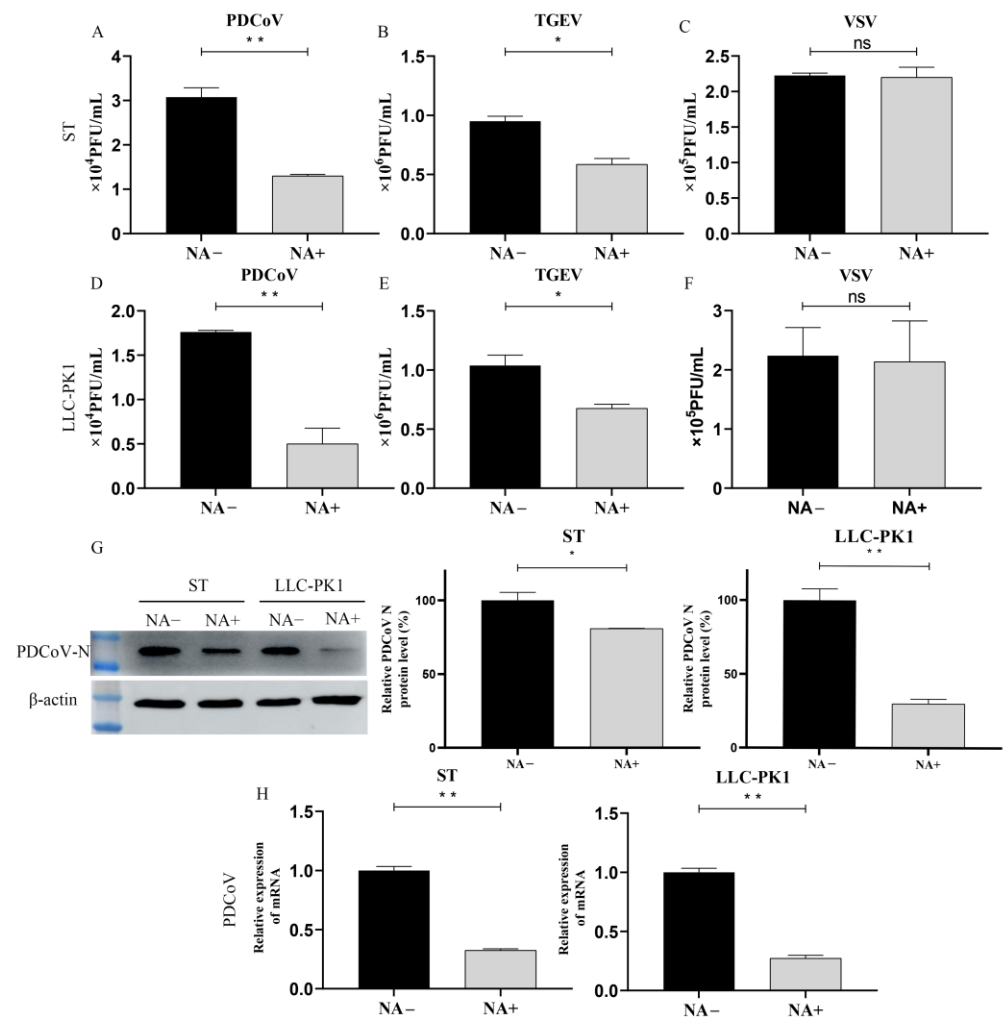 A
PDCoV
* *
×10⁴PFU/mL
4
3
2
1
0
NA−
NA+
ST
B
TGEV
*
×10⁶PFU/mL
1.5
1.0
0.5
0.0
NA−
NA+
C
VSV
ns
×10⁵PFU/mL
2.5
2.0
1.5
1.0
0.5
0.0
NA−
NA+
D
PDCoV
* *
×10⁴PFU/mL
2.0
1.5
1.0
0.5
0.0
NA−
NA+
LLC-PK1
E
TGEV
*
×10⁶PFU/mL
1.5
1.0
0.5
0.0
NA−
NA+
F
VSV
ns
×10⁵PFU/mL
3
2
1
0
NA−
NA+
G
ST
LLC-PK1
NA−
NA+
NA−
NA+
PDCoV-N
β-actin
ST
*
Relative PDCoV N
protein level (%)
100
50
0
NA−
NA+
LLC-PK1
* *
Relative PDCoV N
protein level (%)
100
50
0
NA−
NA+
H
PDCoV
ST
* *
Relative expression
of mRNA
1.5
1.0
0.5
0.0
NA−
NA+
LLC-PK1
* *
Relative expression
of mRNA
1.5
1.0
0.5
0.0
NA−
NA+